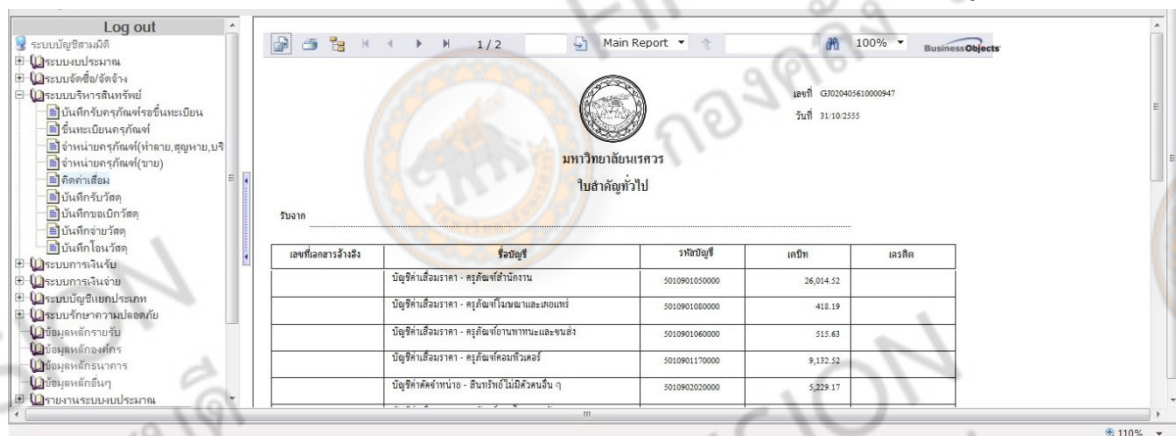 Log out
ระบบบัญชีสามมิติ
ระบบงบประมาณ
ระบบจัดซื้อ/จัดจ้าง
ระบบบริหารสินทรัพย์
บันทึกรับครุภัณฑ์รอขึ้นทะเบียน
ขึ้นทะเบียนครุภัณฑ์
จำหน่ายครุภัณฑ์(ทำลาย,สูญหาย,บริ
จำหน่ายครุภัณฑ์(ขาย)
คิดค่าเสื่อม
บันทึกรับวัสดุ
บันทึกขอเบิกวัสดุ
บันทึกจ่ายวัสดุ
บันทึกโอนวัสดุ
ระบบการเงินรับ
ระบบการเงินจ่าย
ระบบบัญชีแยกประเภท
ระบบรักษาความปลอดภัย
ข้อมูลหลักรายรับ
ข้อมูลหลักองค์กร
ข้อมูลหลักธนาคาร
ข้อมูลหลักอื่นๆ
รายงานระบบงบประมาณ
1 / 2 Main Report 100% BusinessObjects
เลขที่ GJ020405610000947
วันที่ 31/10/2555
มหาวิทยาลัยนเรศวร
ใบสำคัญทั่วไป
รับจาก
เลขที่เอกสารอ้างอิง ชื่อบัญชี รหัสบัญชี เดบิท เครดิต
บัญชีค่าเสื่อมราคา - ครุภัณฑ์สำนักงาน 5010901050000 26,014.52
บัญชีค่าเสื่อมราคา - ครุภัณฑ์โฆษณาและเผยแพร่ 5010901080000 418.19
บัญชีค่าเสื่อมราคา - ครุภัณฑ์ยานพาหนะและขนส่ง 5010901060000 515.63
บัญชีค่าเสื่อมราคา - ครุภัณฑ์คอมพิวเตอร์ 5010901170000 9,132.52
บัญชีค่าตัดจำหน่าย - สินทรัพย์ไม่มีตัวตนอื่น ๆ 5010902020000 5,229.17
110%